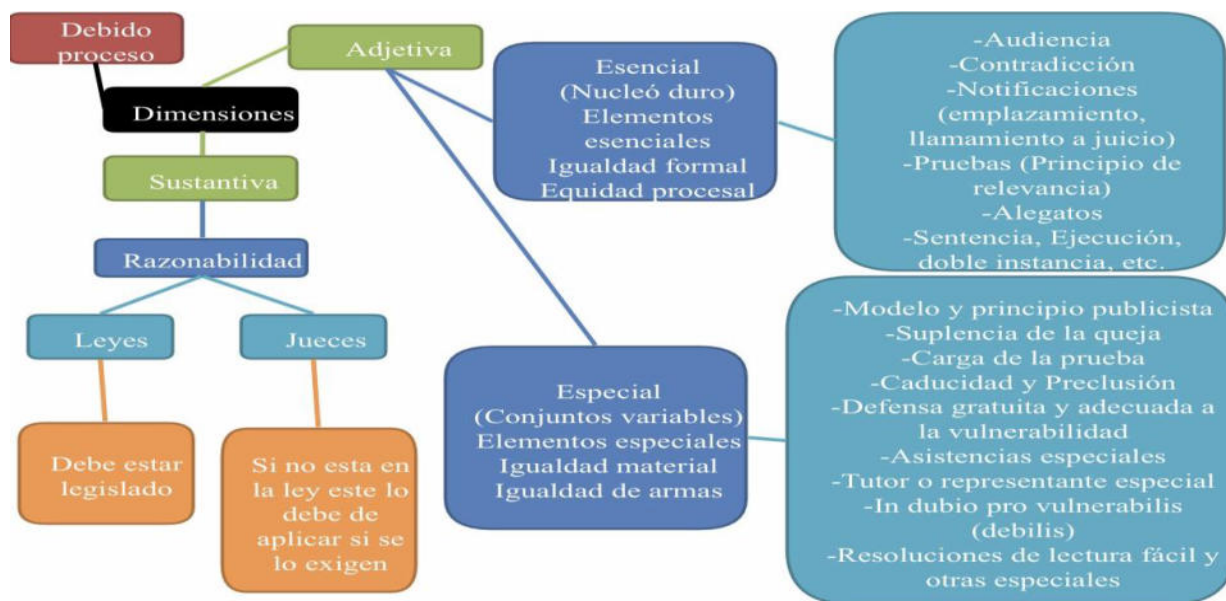 Debido
proceso
Dimensiones
Adjetiva
Sustantiva
Razonabilidad
Leyes
Jueces
Debe estar
legislado
Si no esta en
la ley este lo
debe de
aplicar si se
lo exigen
Esencial
(Nucleó duro)
Elementos
esenciales
Igualdad formal
Equidad procesal
-Audiencia
-Contradicción
-Notificaciones
(emplazamiento,
llamamiento a juicio)
-Pruebas (Principio de
relevancia)
-Alegatos
-Sentencia, Ejecución,
doble instancia, etc.
Especial
(Conjuntos variables)
Elementos especiales
Igualdad material
Igualdad de armas
-Modelo y principio publicista
-Suplencia de la queja
-Carga de la prueba
-Caducidad y Preclusión
-Defensa gratuita y adecuada a
la vulnerabilidad
-Asistencias especiales
-Tutor o representante especial
-In dubio pro vulnerabilis
(debilis)
-Resoluciones de lectura fácil y
otras especiales